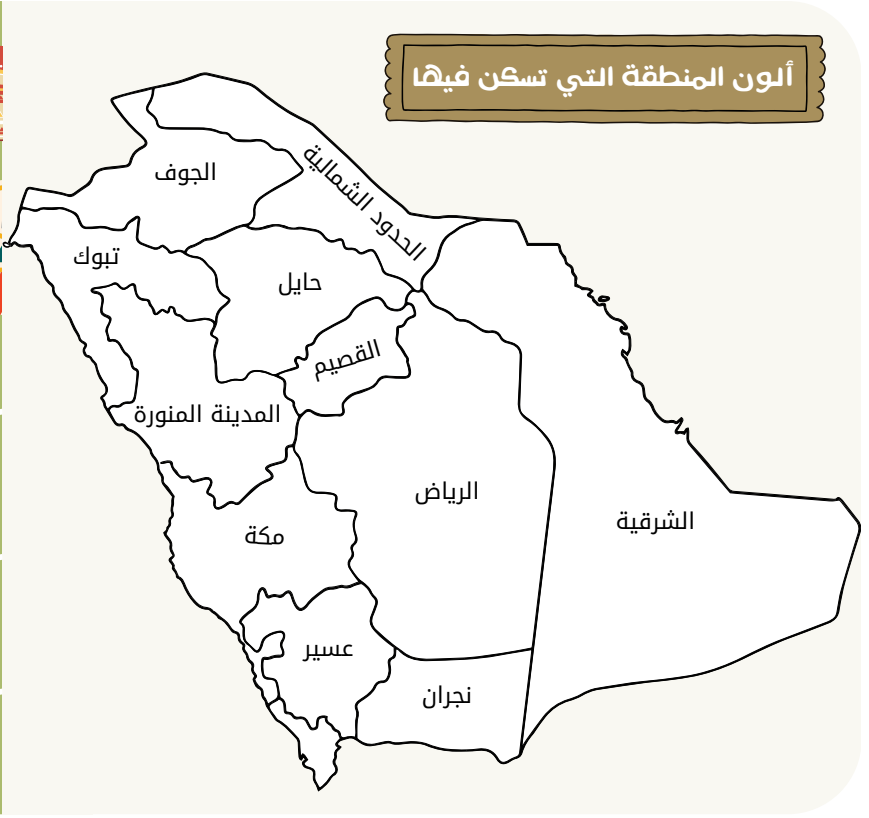 ألون المنطقة التي تسكن فيها
الجوف
الحدود الشمالية
تبوك
حايل
القصيم
المدينة المنورة
الرياض
الشرقية
مكة
عسير
نجران